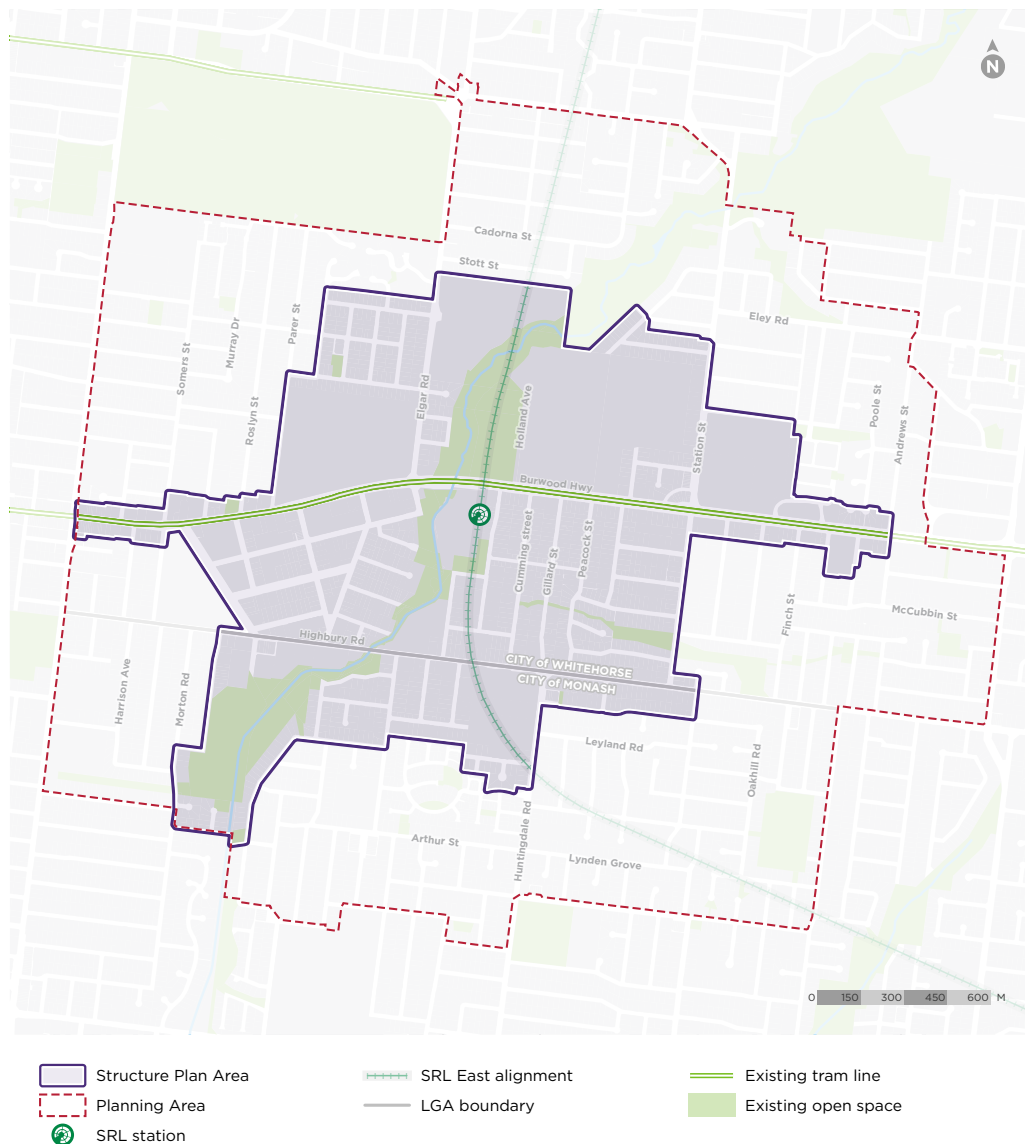 N
Cadorna St
Stott St
Eley Rd
Parer St
Murray Dr
Somers St
Roslyn St
Elgar Rd
Holland Ave
Station St
Poole St
Andrews St
Burwood Hwy
Cumming street
Gillard St
Peacock St
Finch St
McCubbin St
Highbury Rd
CITY of WHITEHORSE
CITY of MONASH
Harrison Ave
Morton Rd
Leyland Rd
Oakhill Rd
Huntingdale Rd
Arthur St
Lynden Grove
0 150 300 450 600 M
Structure Plan Area
Planning Area
SRL station
SRL East alignment
LGA boundary
Existing tram line
Existing open space